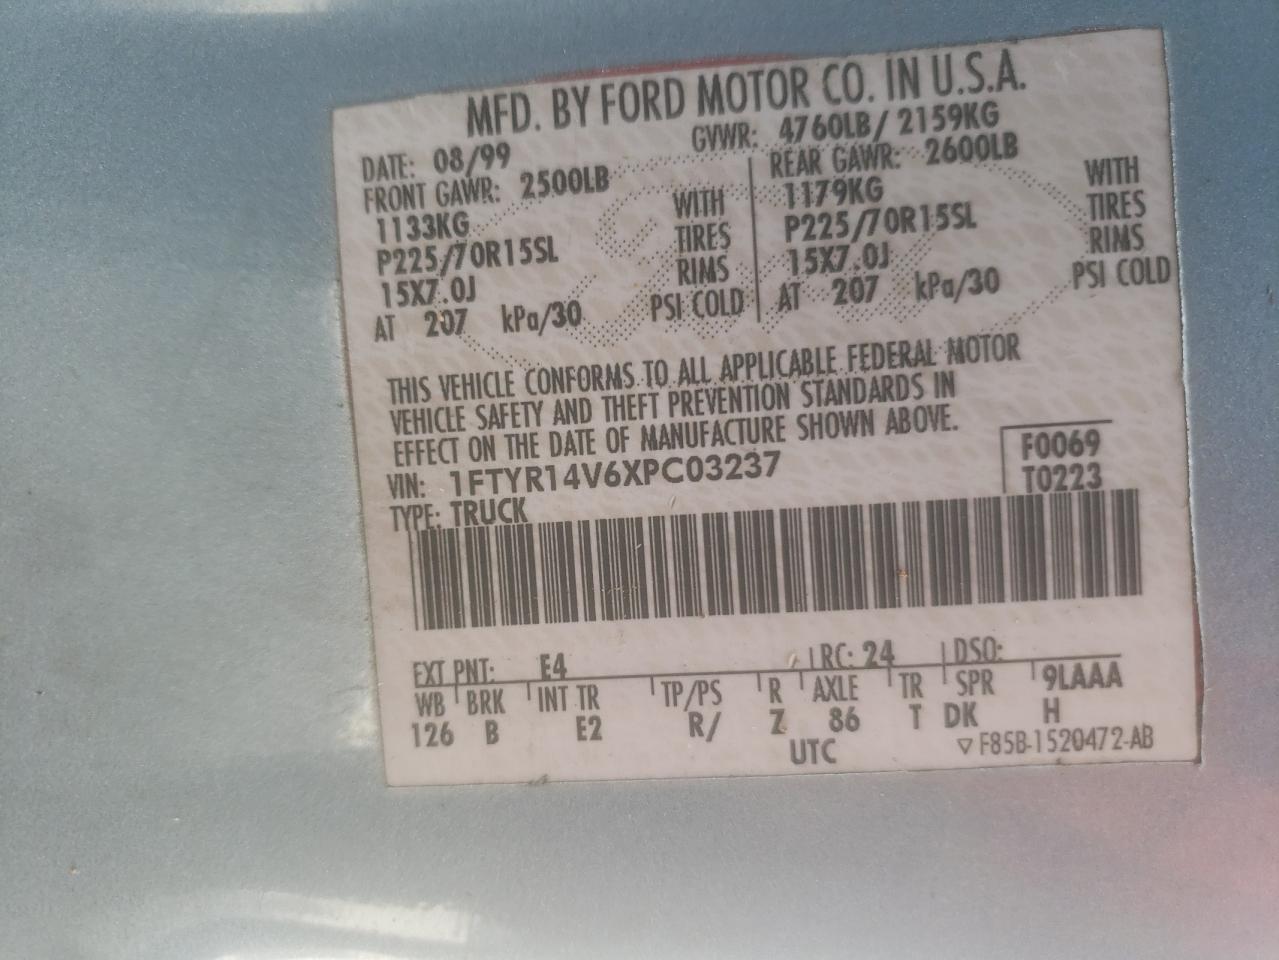 MFD. BY FORD MOTOR CO. IN U.S.A.
DATE: 08/99 GVWR: 4760LB/ 2159KG
FRONT GAWR: 2500LB REAR GAWR: 2600LB
1133KG WITH 1179KG WITH
P225/70R15SL TIRES P225/70R15SL TIRES
15X7.0J RIMS 15X7.0J RIMS
AT 207 kPa/30 PSI COLD AT 207 kPa/30 PSI COLD
THIS VEHICLE CONFORMS TO ALL APPLICABLE FEDERAL MOTOR
VEHICLE SAFETY AND THEFT PREVENTION STANDARDS IN
EFFECT ON THE DATE OF MANUFACTURE SHOWN ABOVE.
VIN: 1FTYR14V6XPC03237 F0069
TYPE: TRUCK T0223
EXT PNT: E4 RC: 24 DSO:
WB BRK INT TR TP/PS R AXLE TR SPR 9LAAA
126 B E2 R/ Z 86 T DK H
UTC ▽F85B-1520472-AB